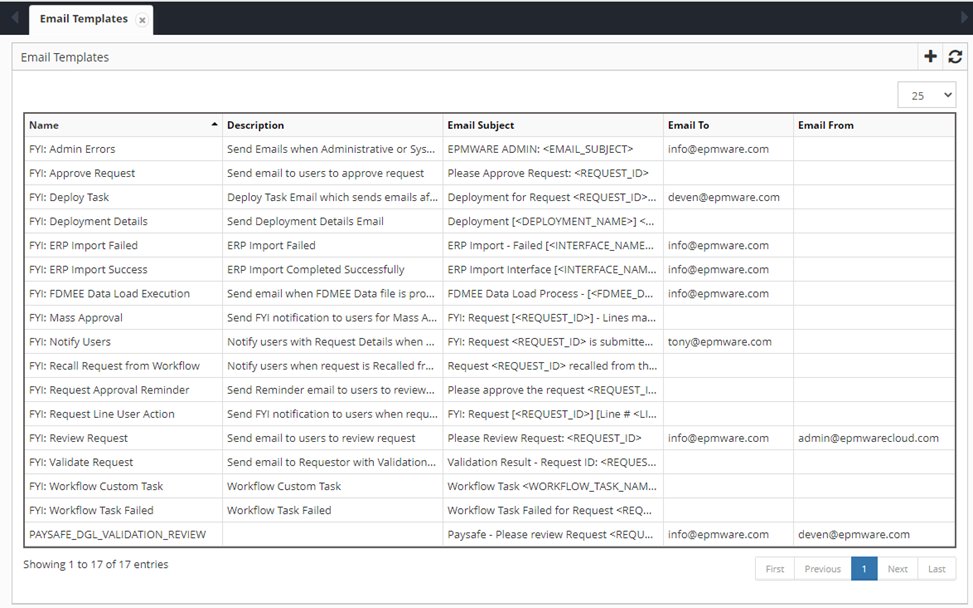 Email Templates
Email Templates
25
Name Description Email Subject Email To Email From
FYI: Admin Errors Send Emails when Administrative or Sys... EPMWARE ADMIN: <EMAIL_SUBJECT> info@epmware.com
FYI: Approve Request Send email to users to approve request Please Approve Request: <REQUEST_ID>
FYI: Deploy Task Deploy Task Email which sends emails af... Deployment for Request <REQUEST_ID>... deven@epmware.com
FYI: Deployment Details Send Deployment Details Email Deployment [<DEPLOYMENT_NAME>] <...
FYI: ERP Import Failed ERP Import Failed ERP Import - Failed [<INTERFACE_NAME... info@epmware.com
FYI: ERP Import Success ERP Import Completed Successfully ERP Import Interface [<INTERFACE_NAM... info@epmware.com
FYI: FDMEE Data Load Execution Send email when FDMEE Data file is pro... FDMEE Data Load Process - [<FDMEE_D... info@epmware.com
FYI: Mass Approval Send FYI notification to users for Mass A... FYI: Request [<REQUEST_ID>] - Lines ma...
FYI: Notify Users Notify users with Request Details when ... FYI: Request <REQUEST_ID> is submitte... tony@epmware.com
FYI: Recall Request from Workflow Notify users when request is Recalled fr... Request <REQUEST_ID> recalled from th...
FYI: Request Approval Reminder Send Reminder email to users to review... Please approve the request <REQUEST_I...
FYI: Request Line User Action Send FYI notification to users when requ... FYI: Request [<REQUEST_ID>] [Line # <LI...
FYI: Review Request Send email to users to review request Please Review Request: <REQUEST_ID> info@epmware.com admin@epmwarecloud.com
FYI: Validate Request Send email to Requestor with Validation... Validation Result - Request ID: <REQUES...
FYI: Workflow Custom Task Workflow Custom Task Workflow Task <WORKFLOW_TASK_NAM...
FYI: Workflow Task Failed Workflow Task Failed Workflow Task Failed for Request <REQ...
PAYSAFE_DGL_VALIDATION_REVIEW Paysafe - Please review Request <REQU... info@epmware.com deven@epmware.com
Showing 1 to 17 of 17 entries
First Previous 1 Next Last